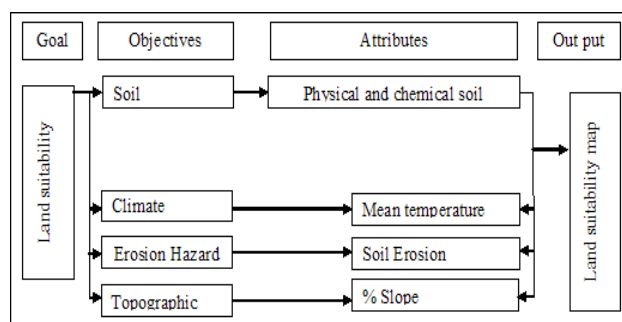 Goal
Objectives
Attributes
Out put
Land suitability
Soil
Physical and chemical soil
Land suitability map
Climate
Mean temperature
Erosion Hazard
Soil Erosion
Topographic
% Slope